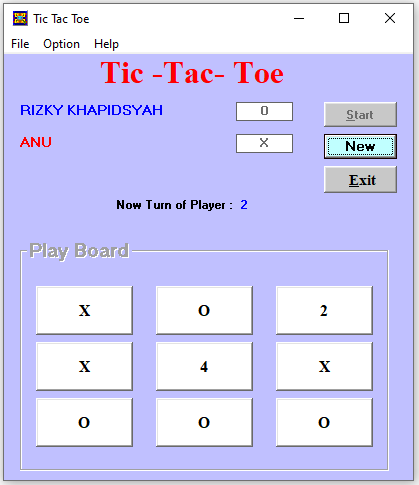 Tic Tac Toe
File Option Help
Tic -Tac- Toe
RIZKY KHAPIDSYAH O Start
ANU X New
Exit
Now Turn of Player : 2
Play Board
X O 2
X 4 X
O O O